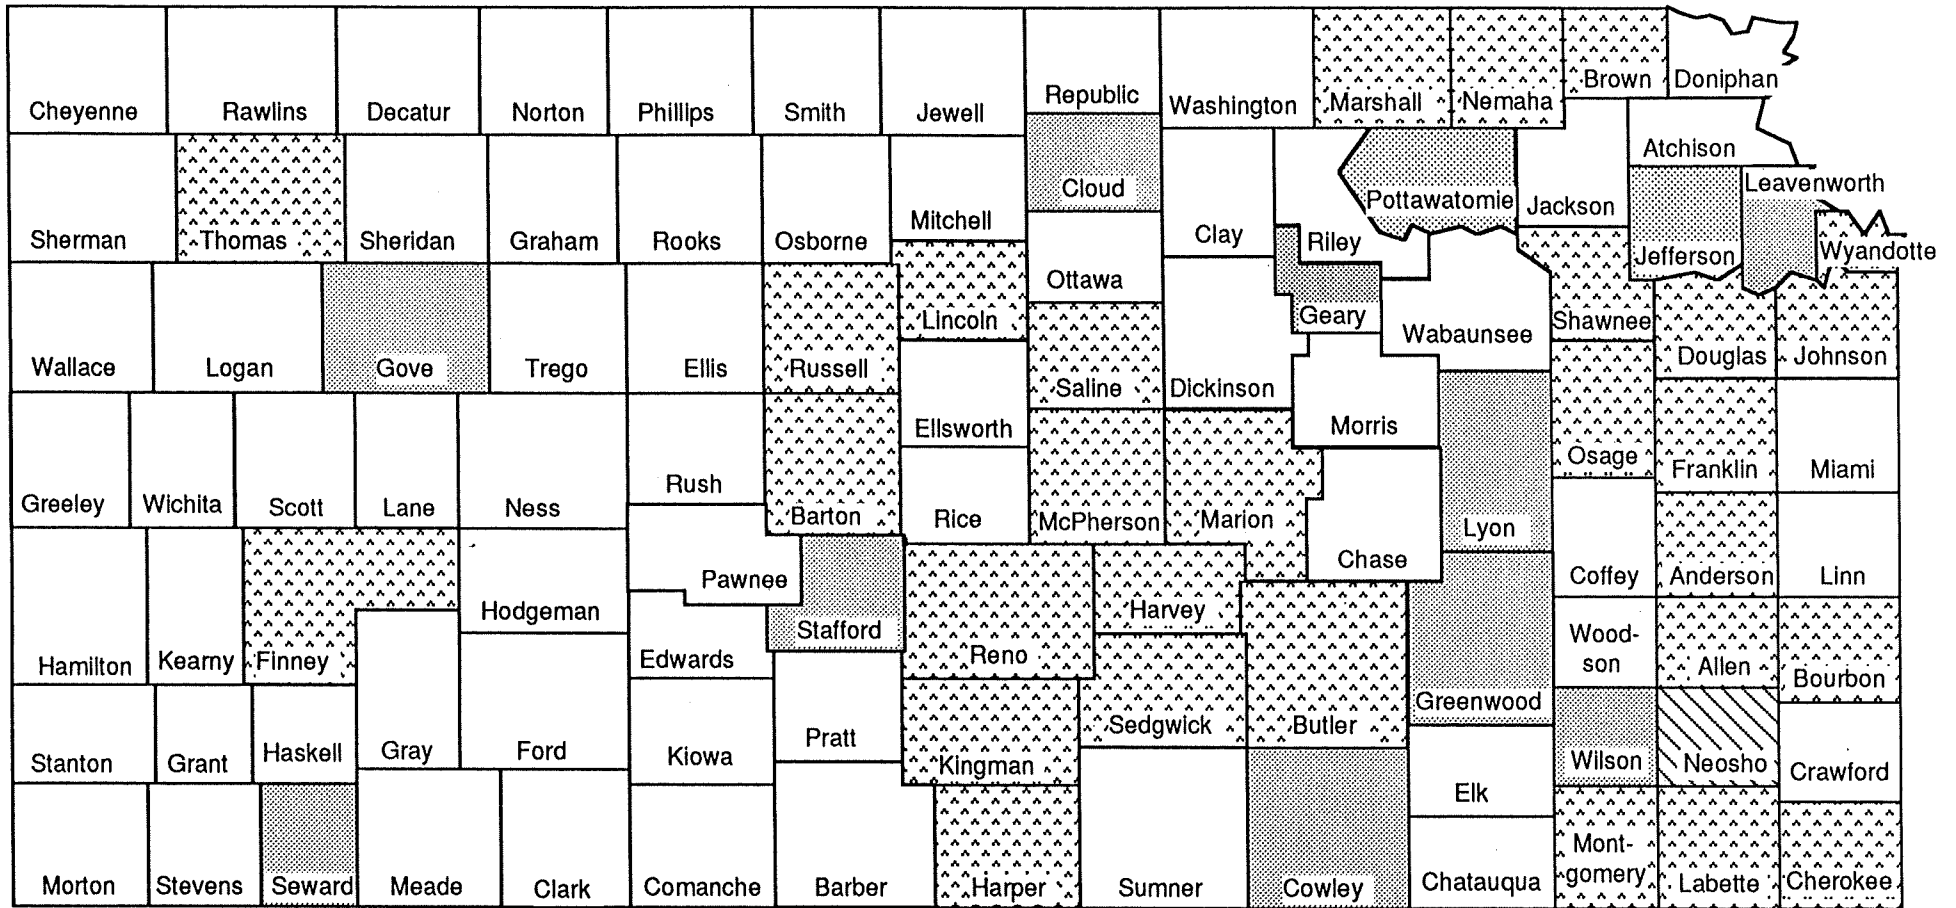 Cheyenne
Rawlins
Decatur
Norton
Phillips
Smith
Jewell
Republic
Washington
Marshall
Nemaha
Brown
Doniphan
Sherman
Thomas
Sheridan
Graham
Rooks
Osborne
Mitchell
Cloud
Clay
Riley
Pottawatomie
Jackson
Atchison
Jefferson
Leavenworth
Wyandotte
Wallace
Logan
Gove
Trego
Ellis
Russell
Lincoln
Ottawa
Saline
Dickinson
Geary
Wabaunsee
Shawnee
Douglas
Johnson
Ellsworth
Morris
Osage
Franklin
Miami
Greeley
Wichita
Scott
Lane
Ness
Rush
Barton
Rice
McPherson
Marion
Chase
Lyon
Coffey
Anderson
Linn
Hamilton
Kearny
Finney
Hodgeman
Pawnee
Edwards
Stafford
Reno
Harvey
Sedgwick
Butler
Greenwood
Wood-
son
Allen
Bourbon
Stanton
Grant
Haskell
Gray
Ford
Kiowa
Pratt
Kingman
Wilson
Neosho
Crawford
Elk
Morton
Stevens
Seward
Meade
Clark
Comanche
Barber
Harper
Sumner
Cowley
Chatauqua
Mont-
gomery
Labette
Cherokee